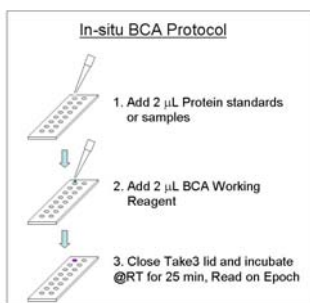 In-situ BCA Protocol
1. Add 2 μL Protein standards
or samples
2. Add 2 μL BCA Working
Reagent
3. Close Take3 lid and incubate
@RT for 25 min, Read on Epoch